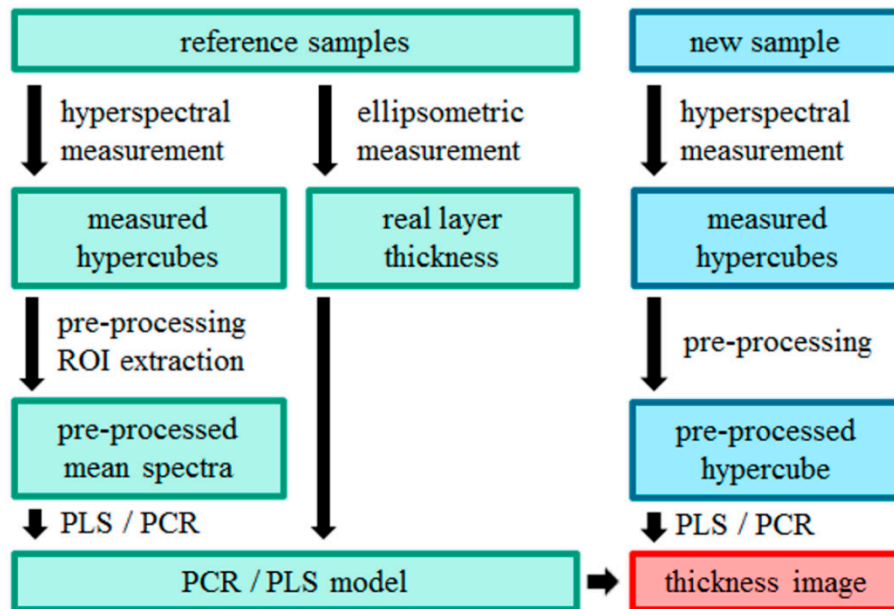 reference samples
new sample
hyperspectral
measurement
ellipsometric
measurement
hyperspectral
measurement
measured
hypercubes
real layer
thickness
measured
hypercubes
pre-processing
ROI extraction
pre-processing
pre-processed
mean spectra
pre-processed
hypercube
PLS / PCR
PLS / PCR
PCR / PLS model
thickness image